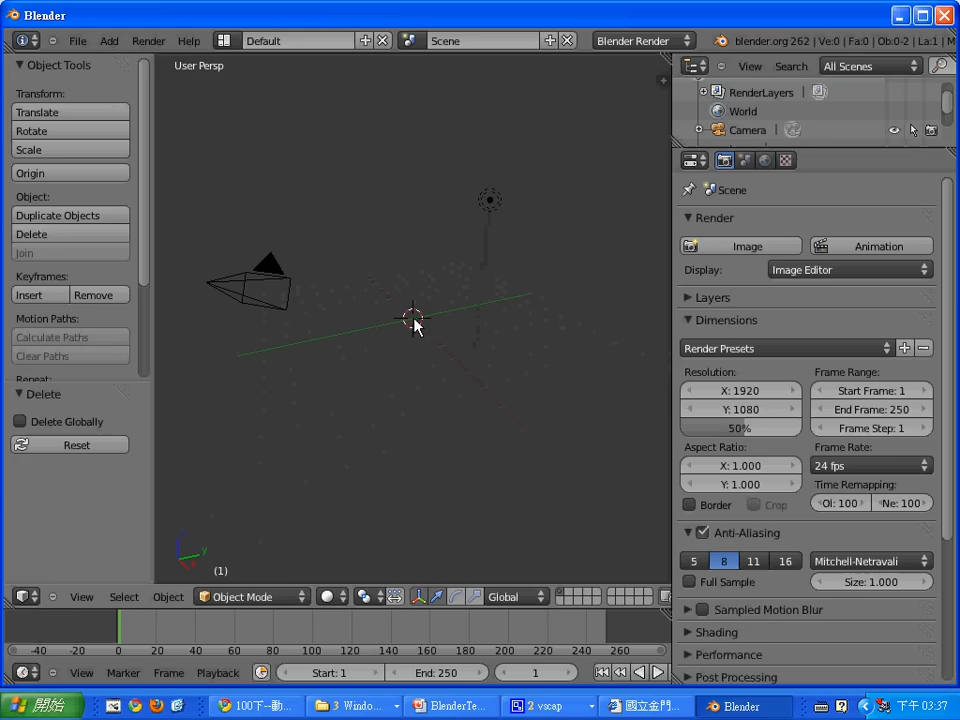 Blender
File Add Render Help Default Scene Blender Render blender.org 262 | Ve:0 | Fa:0 | Ob:0-2 | La:1 | M
Object Tools
Transform:
Translate
Rotate
Scale
Origin
Object:
Duplicate Objects
Delete
Join
Keyframes:
Insert Remove
Motion Paths:
Calculate Paths
Clear Paths
Repeat:
Delete
Delete Globally
Reset
User Persp
z
y
x
(1)
View Select Object Object Mode Global
-40 -20 0 20 40 60 80 100 120 140 160 180 200 220 240 260
View Marker Frame Playback Start: 1 End: 250 1
View Search All Scenes
RenderLayers
World
Camera
Scene
Render
Image Animation
Display: Image Editor
Layers
Dimensions
Render Presets
Resolution: Frame Range:
X: 1920 Start Frame: 1
Y: 1080 End Frame: 250
50% Frame Step: 1
Aspect Ratio: Frame Rate:
X: 1.000 24 fps
Y: 1.000 Time Remapping:
Border Crop Ol: 100 Ne: 100
Anti-Aliasing
5 8 11 16 Mitchell-Netravali
Full Sample Size: 1.000
Sampled Motion Blur
Shading
Performance
Post Processing
開始 100下--動... 3 Windo... BlenderTe... 2 vscap 國立金門... Blender 下午 03:37